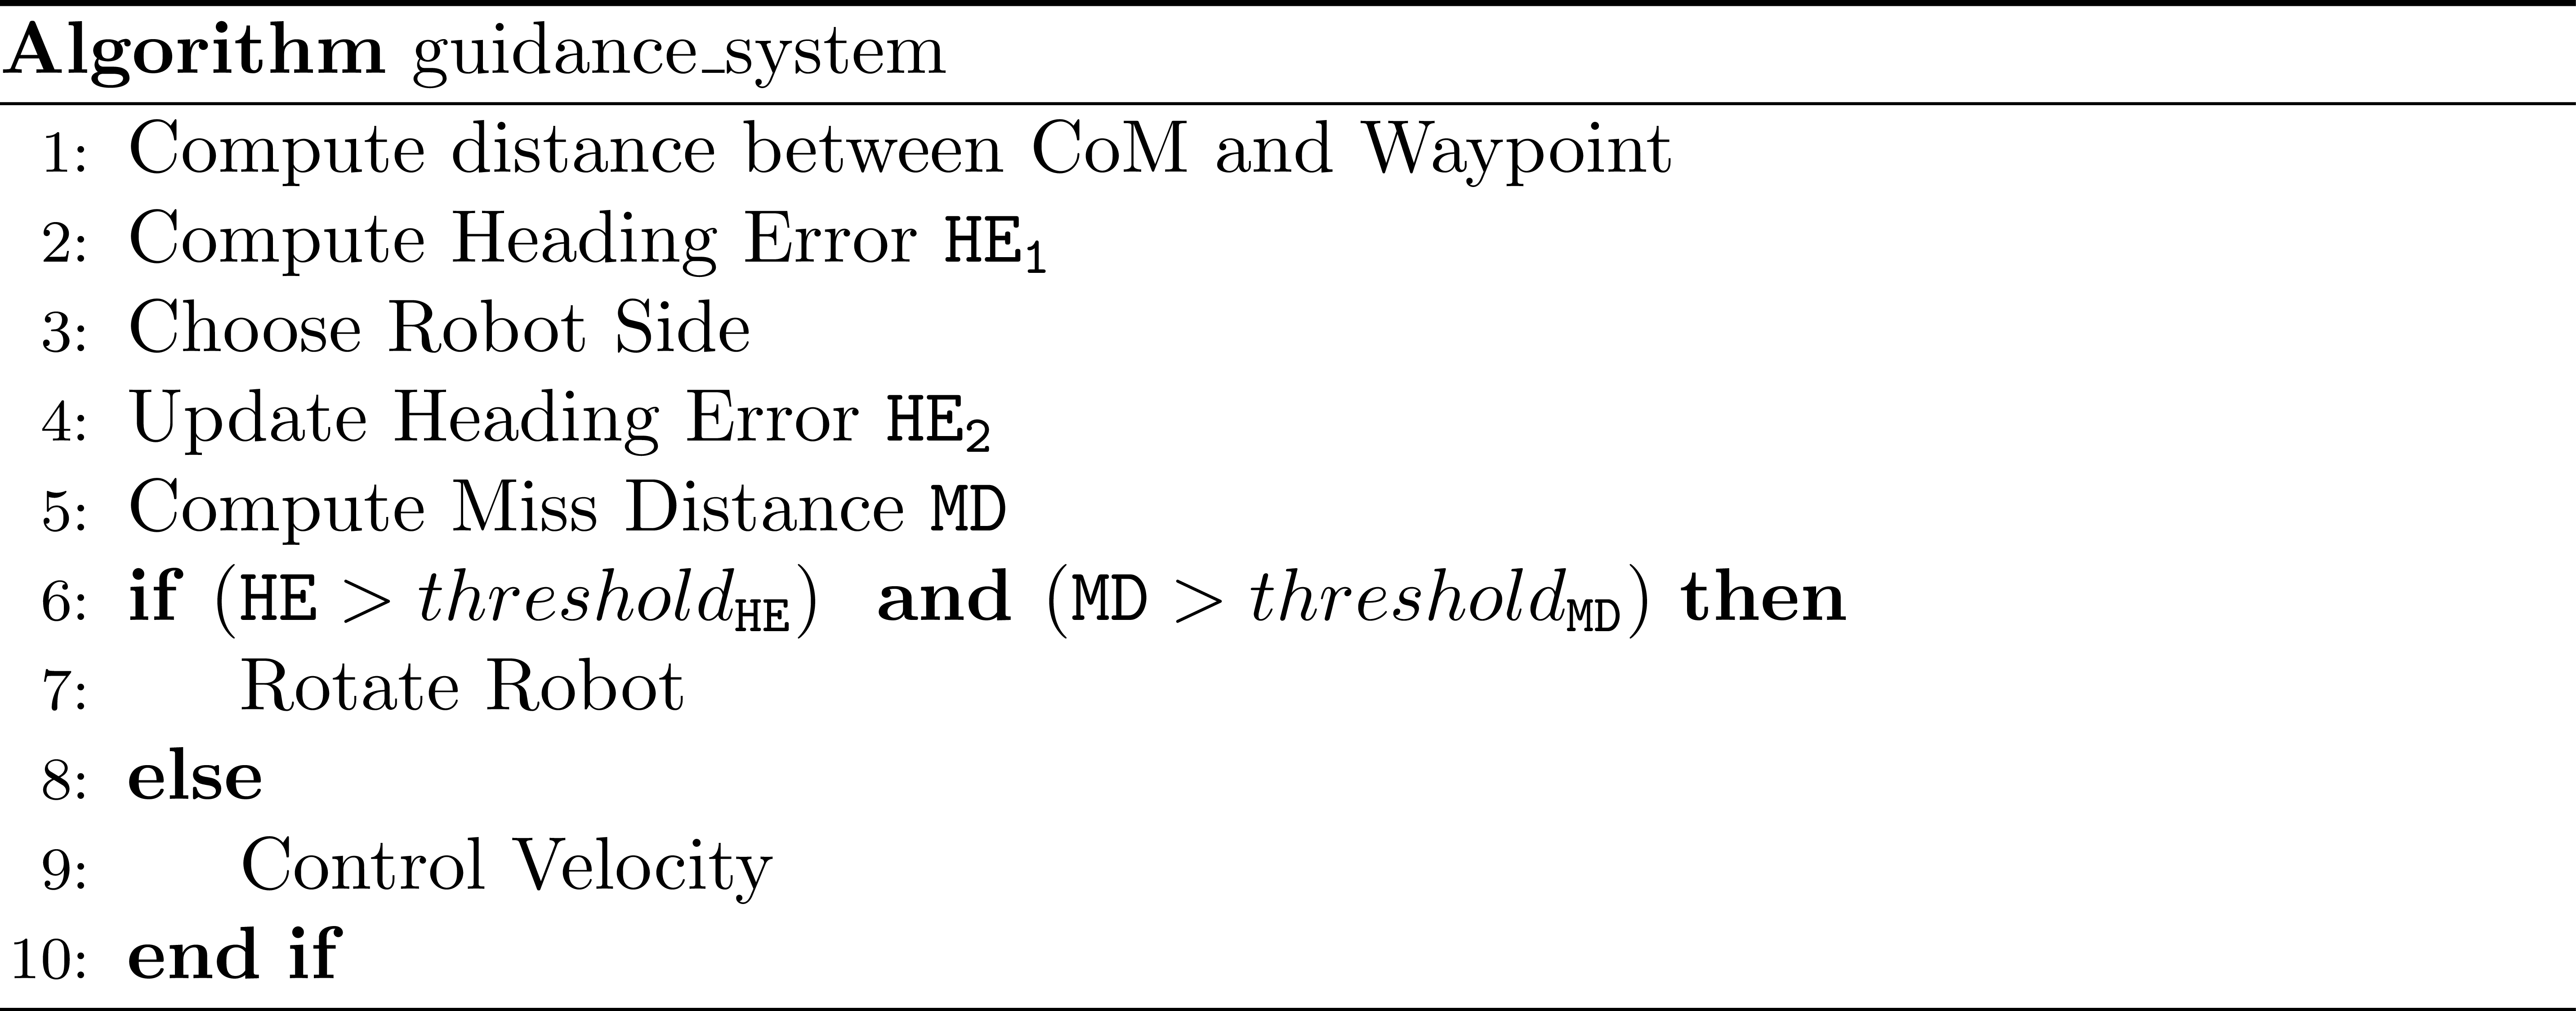 Algorithm guidance_system
1: Compute distance between CoM and Waypoint
2: Compute Heading Error HE₁
3: Choose Robot Side
4: Update Heading Error HE₂
5: Compute Miss Distance MD
6: if (HE > threshold_HE) and (MD > threshold_MD) then
7: Rotate Robot
8: else
9: Control Velocity
10: end if